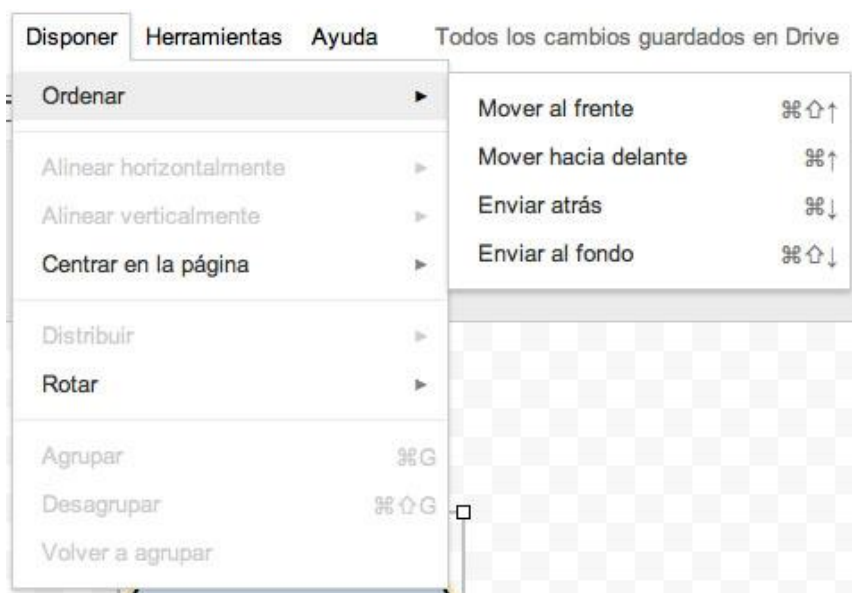 Disponer Herramientas Ayuda Todos los cambios guardados en Drive
Ordenar ►
Mover al frente ⌘⇧↑
Mover hacia delante ⌘↑
Enviar atrás ⌘↓
Enviar al fondo ⌘⇧↓
Alinear horizontalmente ►
Alinear verticalmente ►
Centrar en la página ►
Distribuir ►
Rotar ►
Agrupar ⌘G
Desagrupar ⌘⇧G
Volver a agrupar